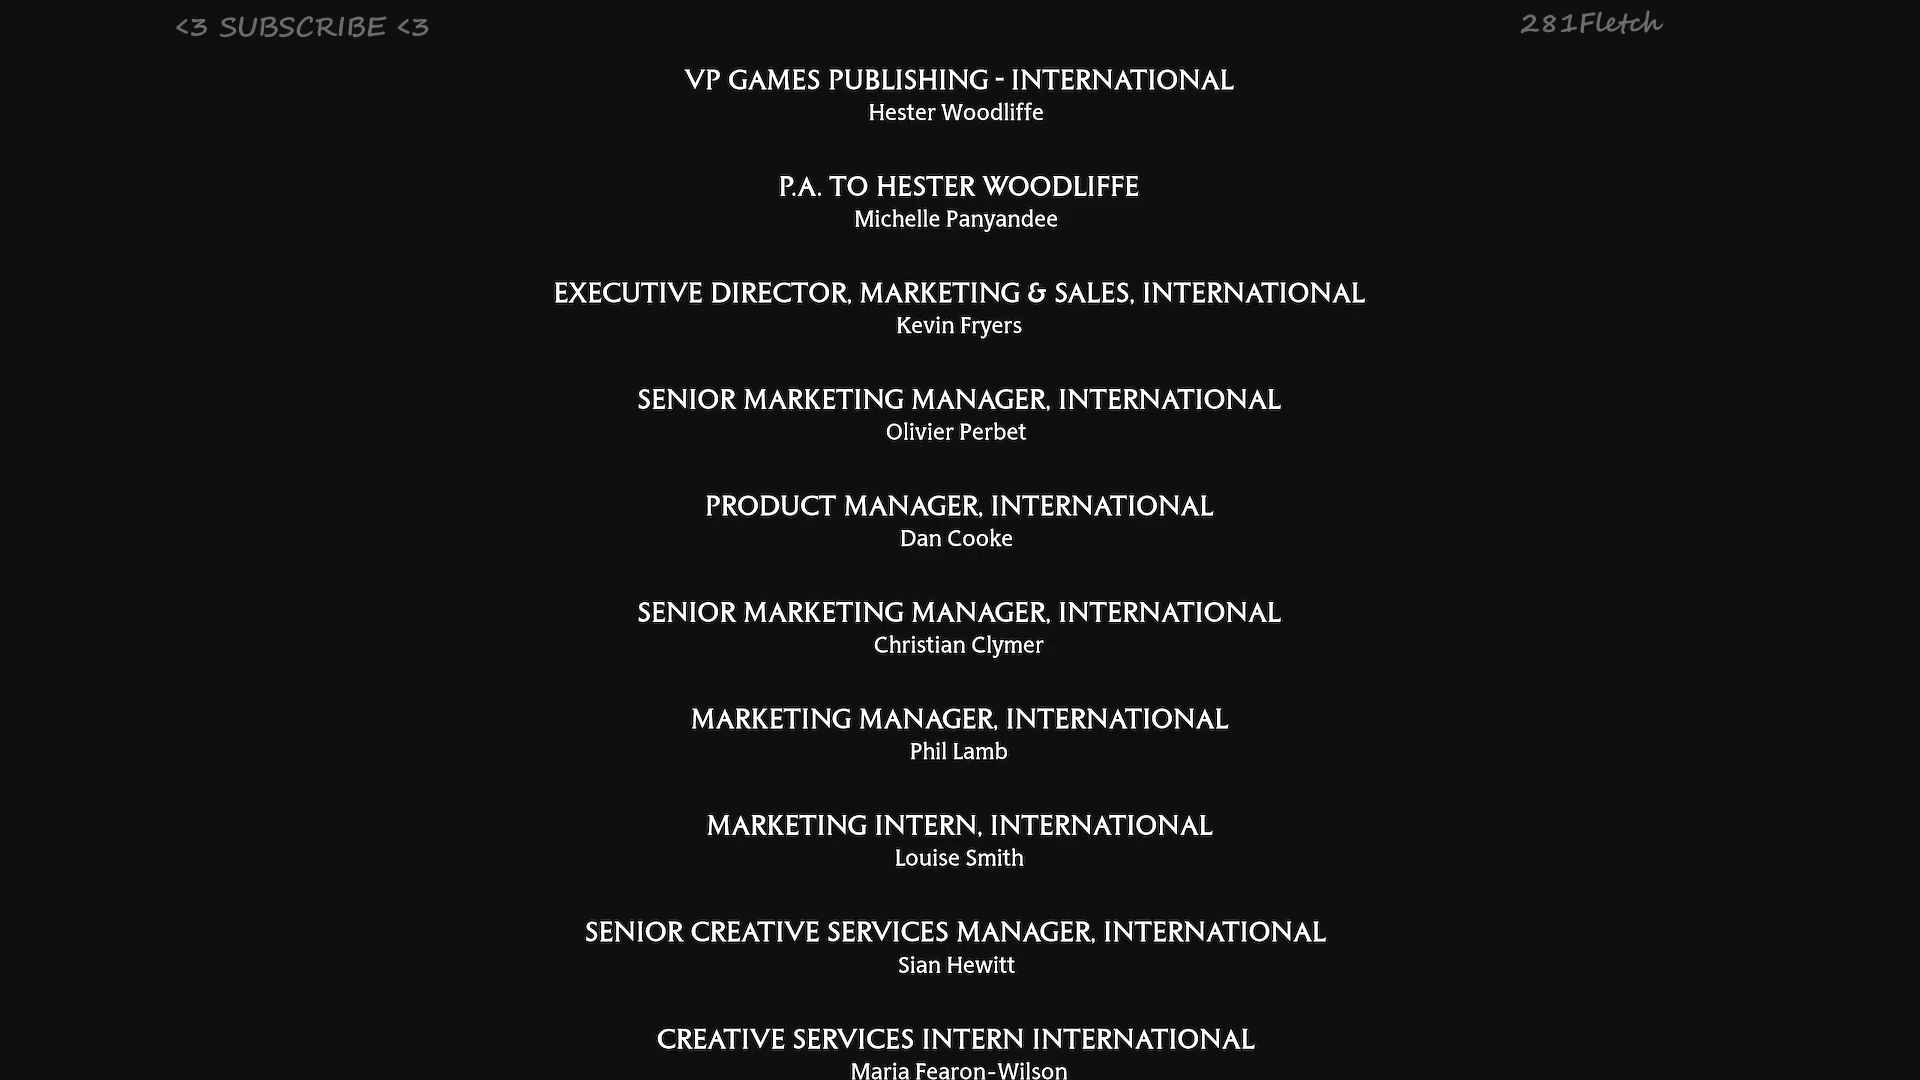 <3 SUBSCRIBE <3
281Fletch
VP GAMES PUBLISHING - INTERNATIONAL
Hester Woodliffe
P.A. TO HESTER WOODLIFFE
Michelle Panyandee
EXECUTIVE DIRECTOR, MARKETING & SALES, INTERNATIONAL
Kevin Fryers
SENIOR MARKETING MANAGER, INTERNATIONAL
Olivier Perbet
PRODUCT MANAGER, INTERNATIONAL
Dan Cooke
SENIOR MARKETING MANAGER, INTERNATIONAL
Christian Clymer
MARKETING MANAGER, INTERNATIONAL
Phil Lamb
MARKETING INTERN, INTERNATIONAL
Louise Smith
SENIOR CREATIVE SERVICES MANAGER, INTERNATIONAL
Sian Hewitt
CREATIVE SERVICES INTERN INTERNATIONAL
Maria Fearon-Wilson